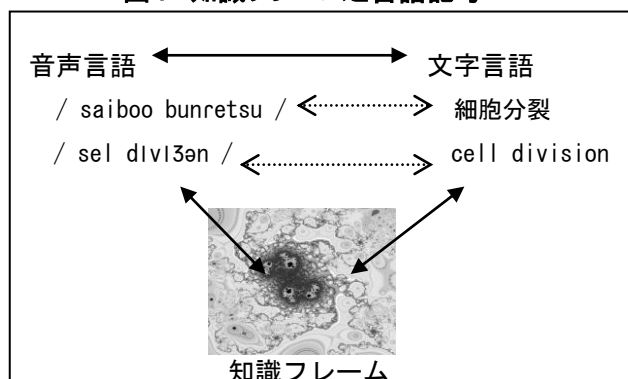 音声言語 文字言語
/ saiboo bunretsu / 細胞分裂
/ sel dIvIʒən / cell division
知識フレーム